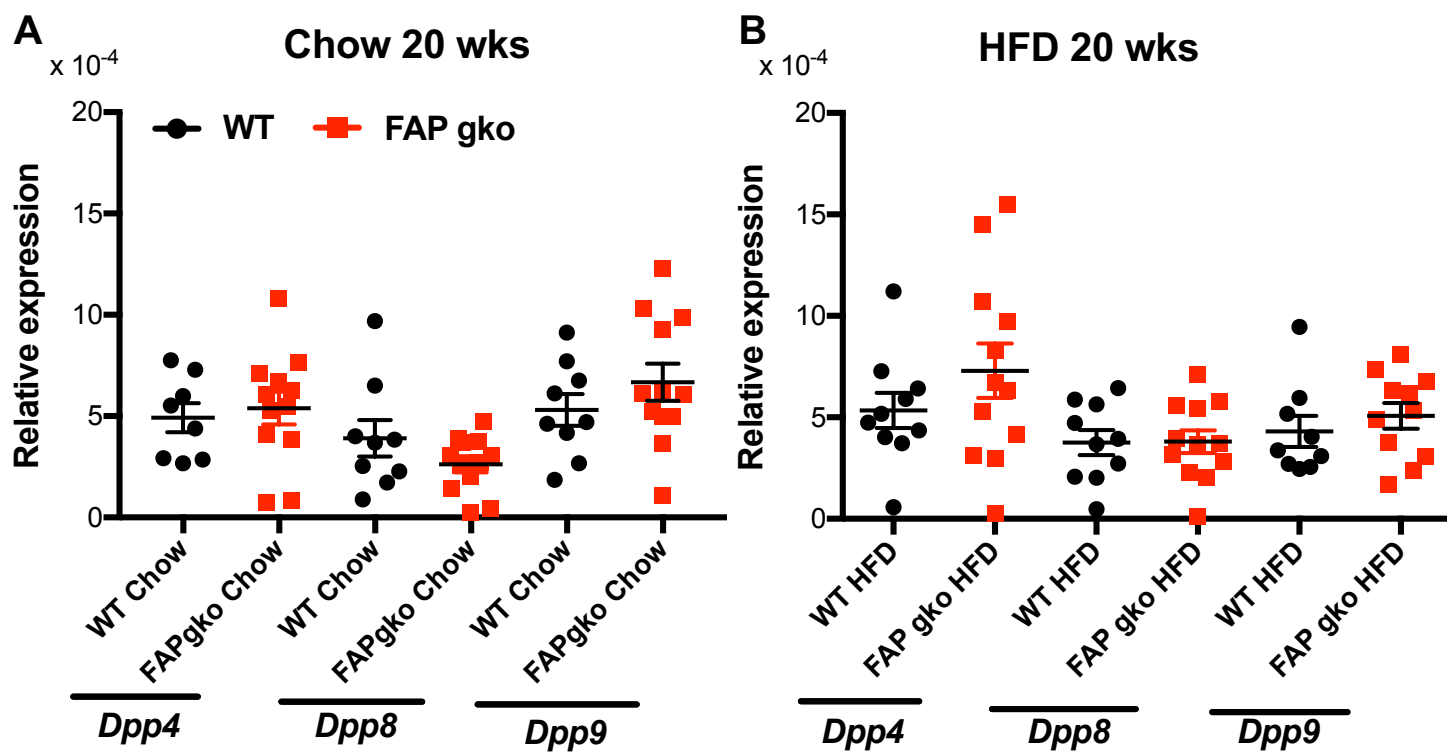 A
Chow 20 wks
x 10-4
Relative expression
20
15
10
5
0
WT
FAP gko
WT Chow
FAPgko Chow
WT Chow
FAPgko Chow
WT Chow
FAPgko Chow
Dpp4
Dpp8
Dpp9
B
HFD 20 wks
x 10-4
Relative expression
20
15
10
5
0
WT HFD
FAP gko HFD
WT HFD
FAP gko HFD
WT HFD
FAP gko HFD
Dpp4
Dpp8
Dpp9